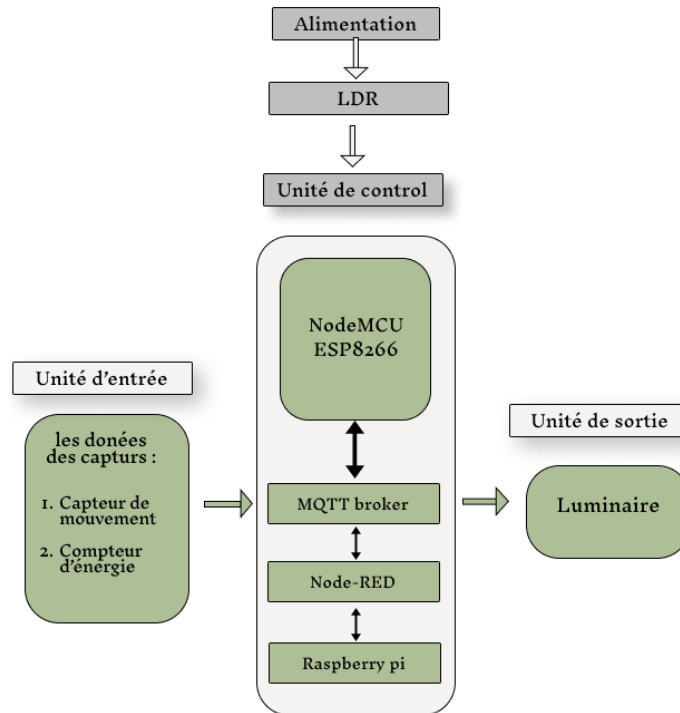 Alimentation
LDR
Unité de control
NodeMCU
ESP8266
Unité d'entrée
les donées
des capturs :
1. Capteur de
mouvement
2. Compteur
d'énergie
MQTT broker
Node-RED
Raspberry pi
Unité de sortie
Luminaire